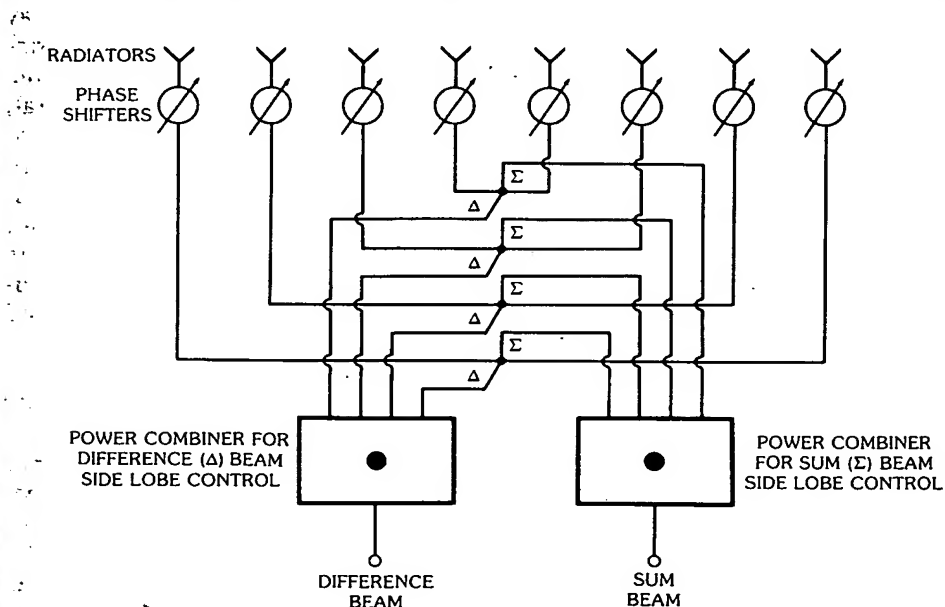 RADIATORS
PHASE
SHIFTERS
Σ
Δ
Σ
Δ
Σ
Δ
Σ
Δ
POWER COMBINER FOR
DIFFERENCE (Δ) BEAM
SIDE LOBE CONTROL
POWER COMBINER
FOR SUM (Σ) BEAM
SIDE LOBE CONTROL
DIFFERENCE
BEAM
SUM
BEAM